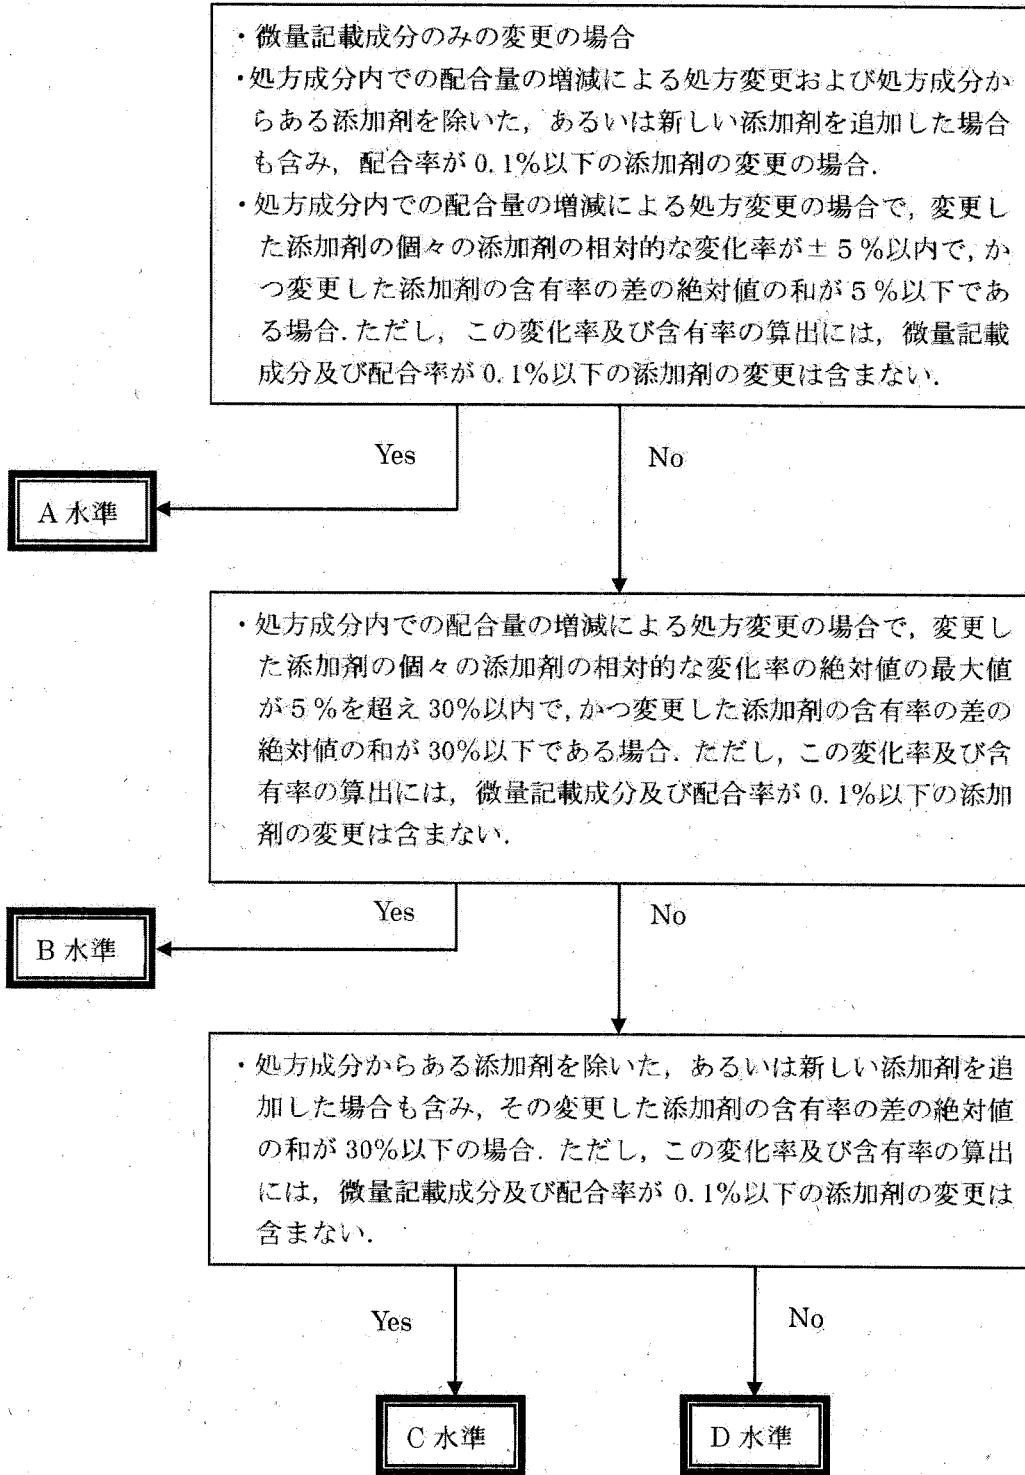 ・微量記載成分のみの変更の場合
・処方成分内での配合量の増減による処方変更および処方成分か
らある添加剤を除いた，あるいは新しい添加剤を追加した場合
も含み，配合率が 0.1%以下の添加剤の変更の場合．
・処方成分内での配合量の増減による処方変更の場合で，変更し
た添加剤の個々の添加剤の相対的な変化率が±５%以内で，か
つ変更した添加剤の含有率の差の絶対値の和が５%以下であ
る場合．ただし，この変化率及び含有率の算出には，微量記載
成分及び配合率が 0.1%以下の添加剤の変更は含まない．
Yes
No
A 水準
・処方成分内での配合量の増減による処方変更の場合で，変更し
た添加剤の個々の添加剤の相対的な変化率の絶対値の最大値
が５%を超え 30%以内で，かつ変更した添加剤の含有率の差の
絶対値の和が 30%以下である場合．ただし，この変化率及び含
有率の算出には，微量記載成分及び配合率が 0.1%以下の添加
剤の変更は含まない．
Yes
No
B 水準
・処方成分からある添加剤を除いた，あるいは新しい添加剤を追
加した場合も含み，その変更した添加剤の含有率の差の絶対値
の和が 30%以下の場合．ただし，この変化率及び含有率の算出
には，微量記載成分及び配合率が 0.1%以下の添加剤の変更は
含まない．
Yes
No
C 水準
D 水準